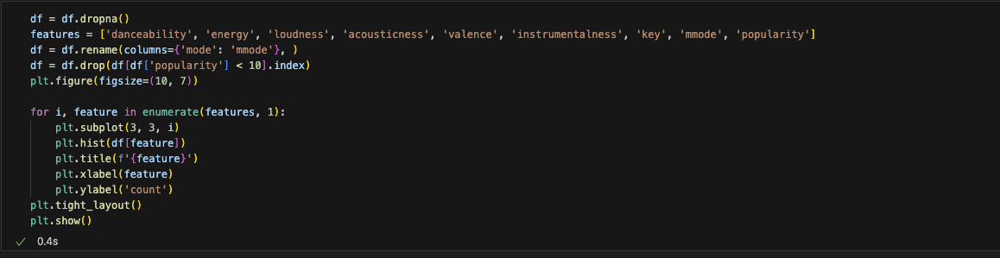 df = df.dropna()
features = ['danceability', 'energy', 'loudness', 'acousticness', 'valence', 'instrumentalness', 'key', 'mmode', 'popularity']
df = df.rename(columns={'mode': 'mmode'}, )
df = df.drop(df[df['popularity'] < 10].index)
plt.figure(figsize=(10, 7))

for i, feature in enumerate(features, 1):
    plt.subplot(3, 3, i)
    plt.hist(df[feature])
    plt.title(f'{feature}')
    plt.xlabel(feature)
    plt.ylabel('count')
plt.tight_layout()
plt.show()
✓ 0.4s